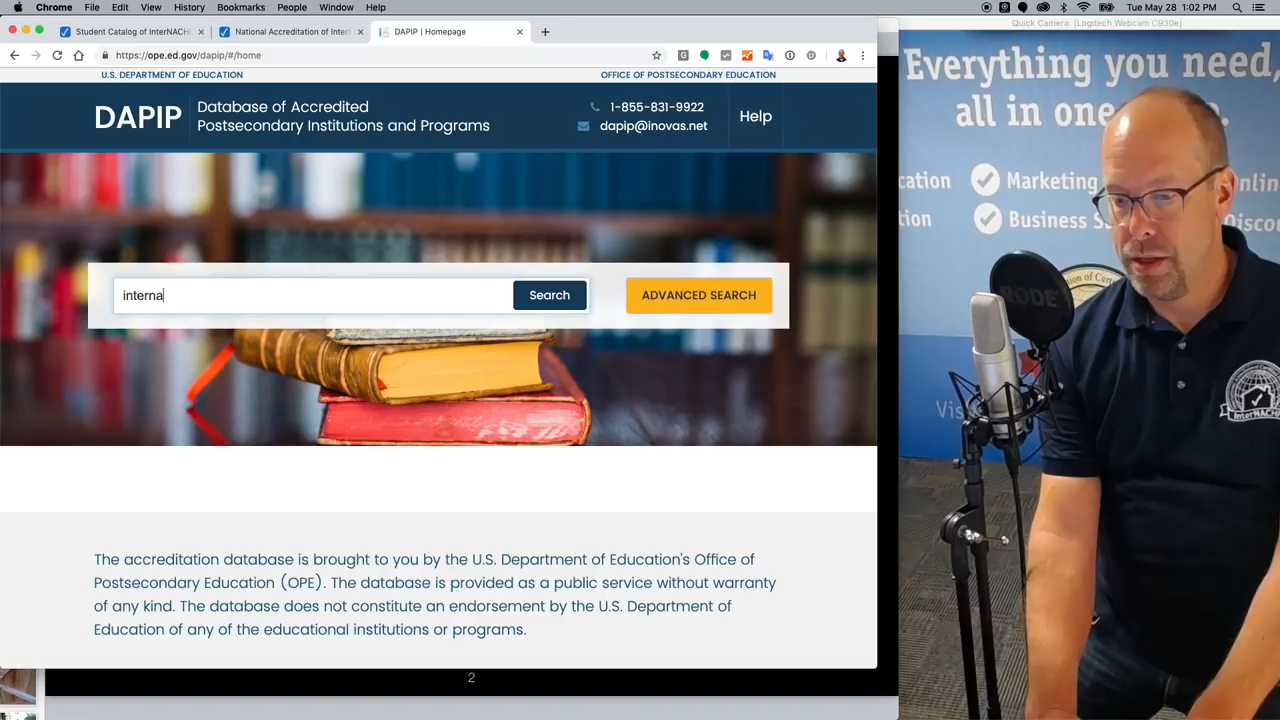 Chrome File Edit View History Bookmarks People Window Help
Tue May 28 1:02 PM
Quick Camera: [Logitech Webcam C930e]
Student Catalog of InterNACHI
National Accreditation of Inter
DAPIP | Homepage
https://ope.ed.gov/dapip/#/home
U.S. DEPARTMENT OF EDUCATION
OFFICE OF POSTSECONDARY EDUCATION
DAPIP
Database of Accredited
Postsecondary Institutions and Programs
1-855-831-9922
dapip@inovas.net
Help
interna
Search
ADVANCED SEARCH
The accreditation database is brought to you by the U.S. Department of Education's Office of
Postsecondary Education (OPE). The database is provided as a public service without warranty
of any kind. The database does not constitute an endorsement by the U.S. Department of
Education of any of the educational institutions or programs.
2
Everything you need,
all in one
cation
Marketing
nline
tion
Business S
Disco
RODE
InterNACHI